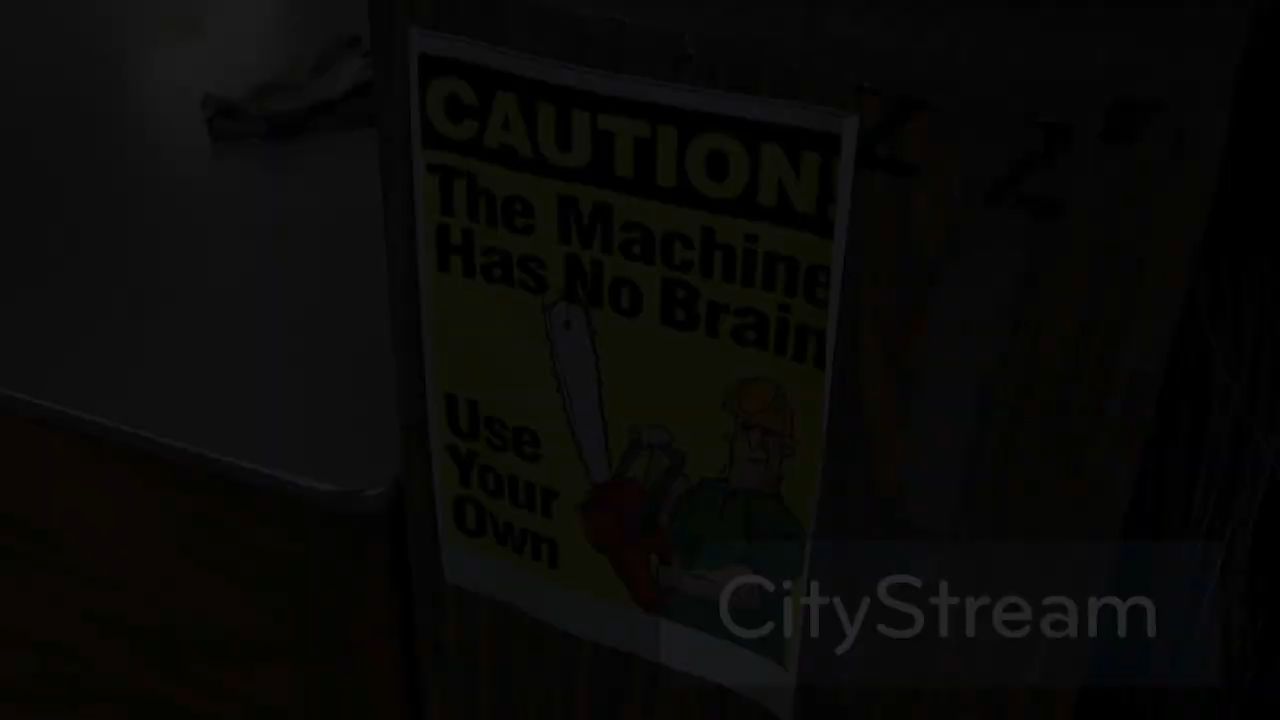 CAUTION!
The Machine
Has No Brain
Use
Your
Own
CityStream